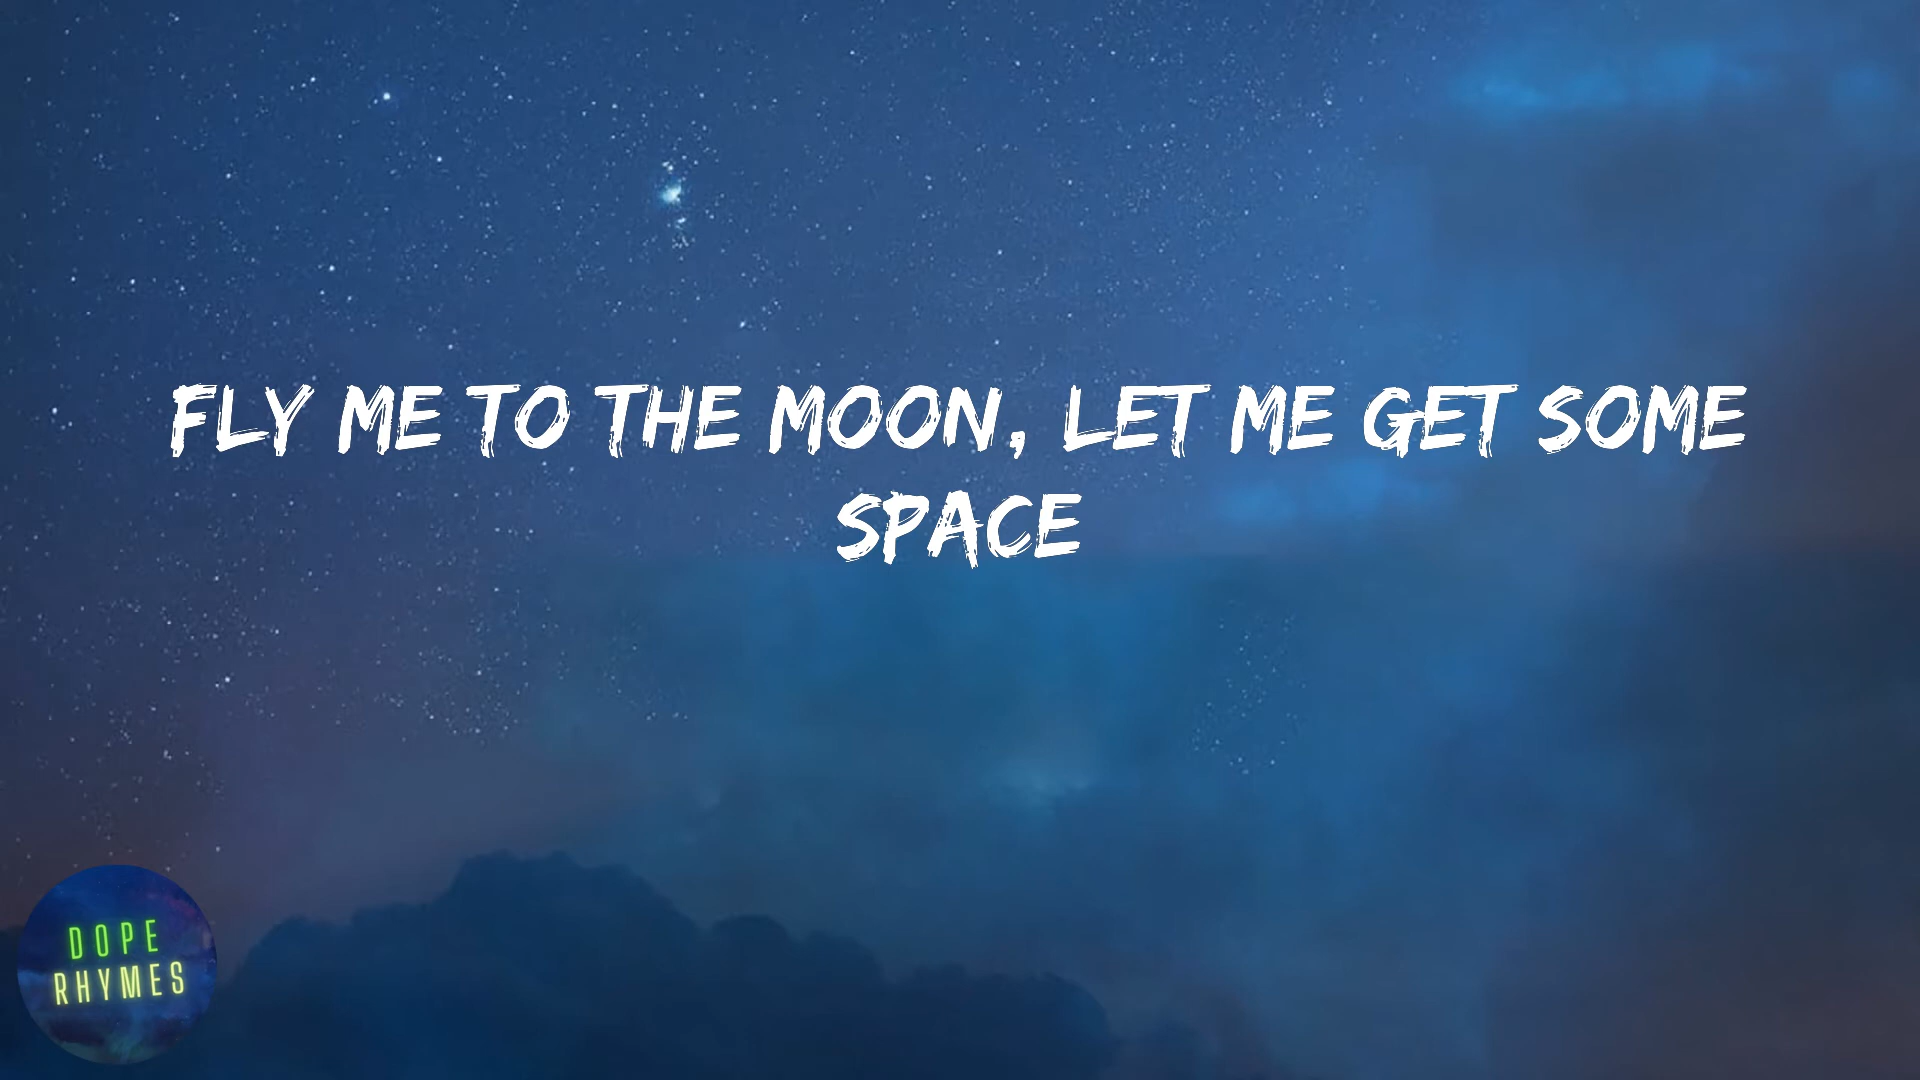 FLY ME TO THE MOON, LET ME GET SOME
SPACE
DOPE
RHYMES